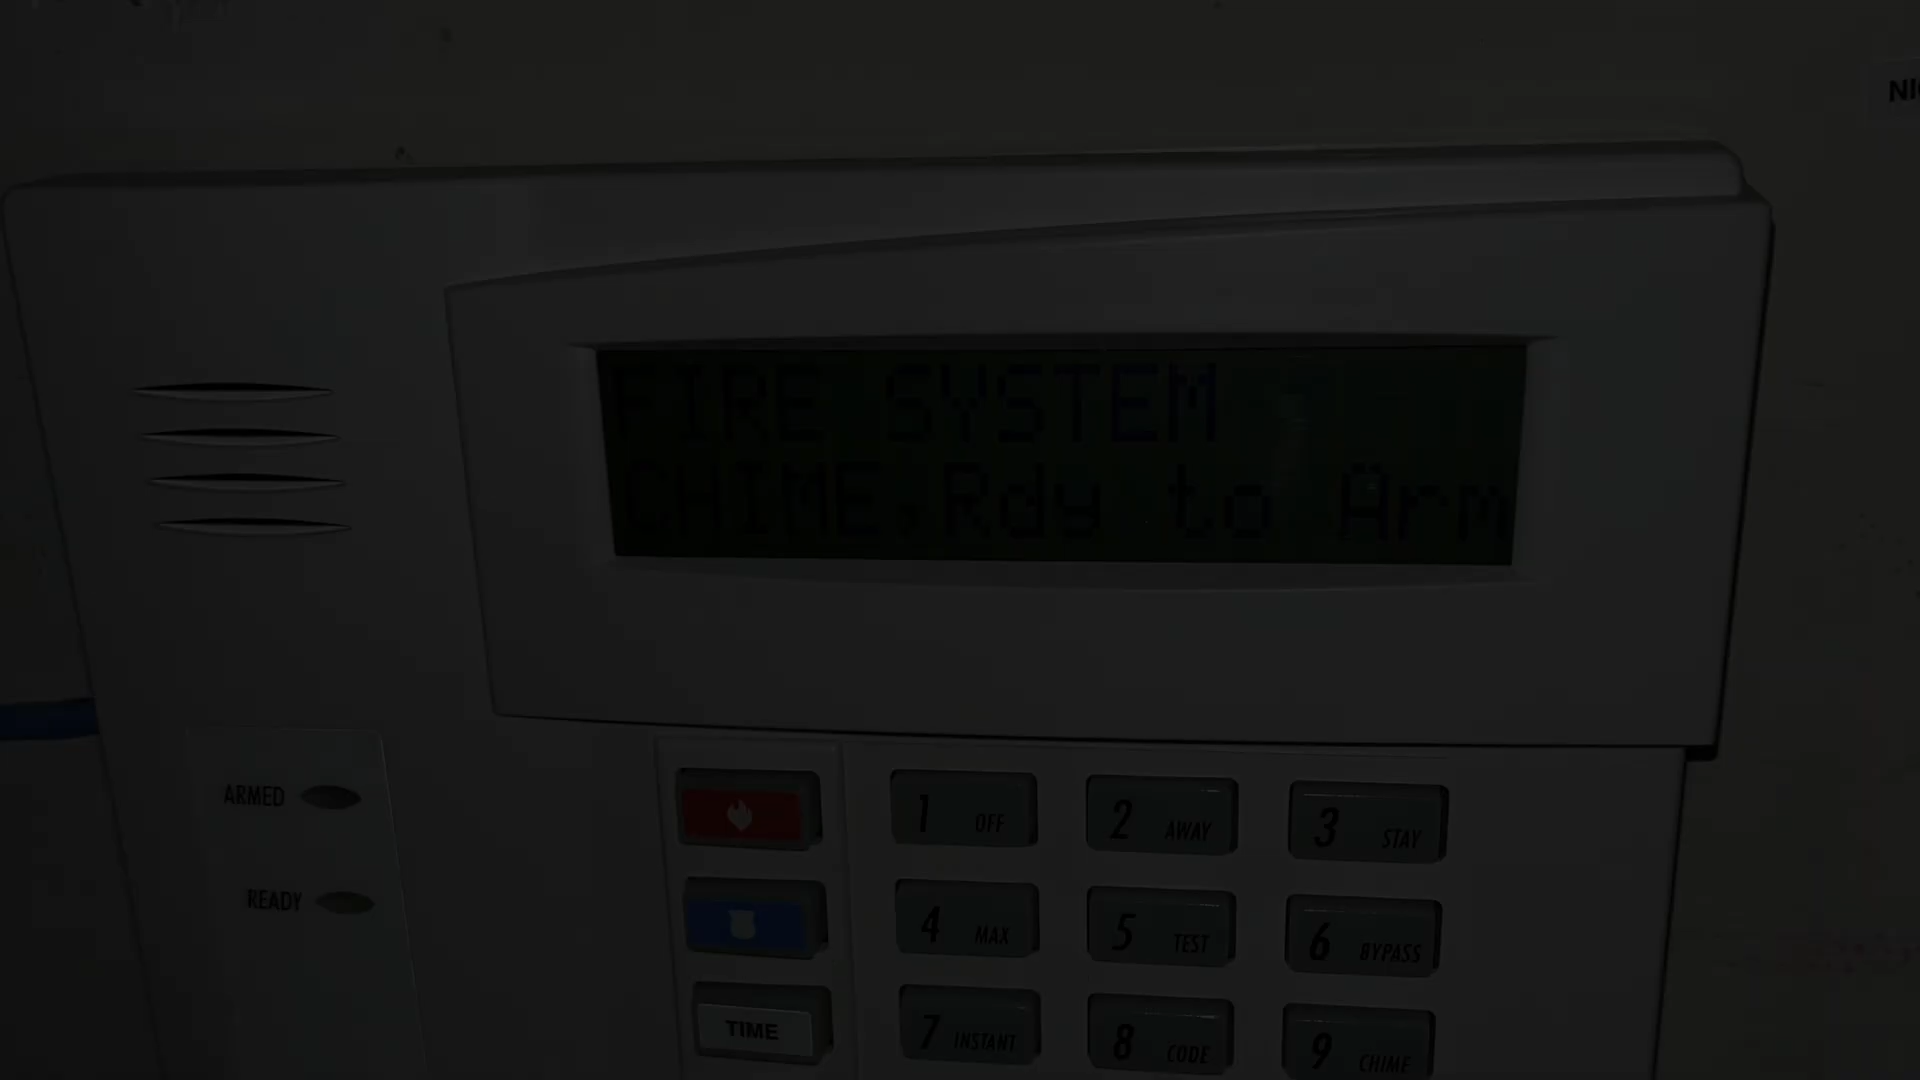 NI
FIRE SYSTEM
CHIME,Rdy to Arm
ARMED
READY
1 OFF
2 AWAY
3 STAY
4 MAX
5 TEST
6 BYPASS
TIME
7 INSTANT
8 CODE
9 CHIME